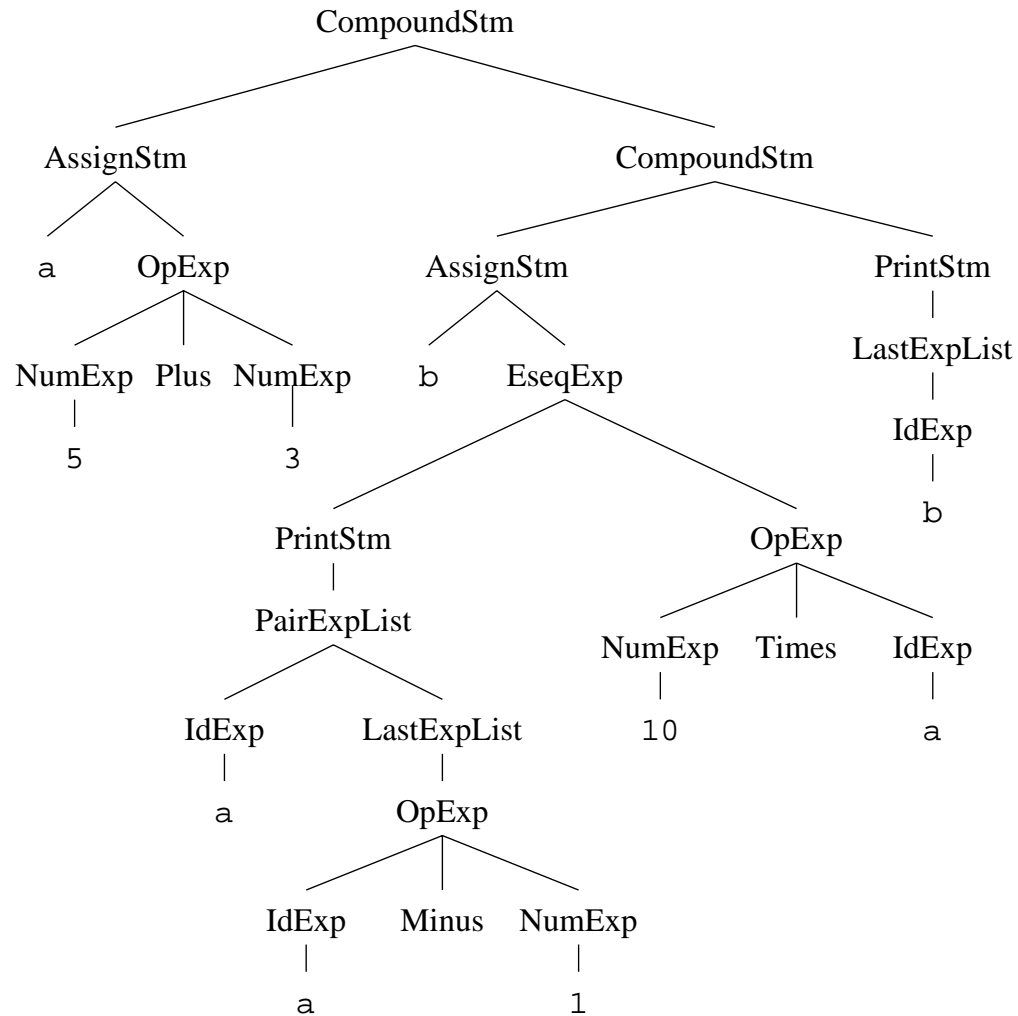 CompoundStm
AssignStm CompoundStm
a OpExp AssignStm PrintStm
NumExp Plus NumExp b EseqExp LastExpList
5 3 IdExp
b
PrintStm OpExp
PairExpList
NumExp Times IdExp
IdExp LastExpList 10 a
a OpExp
IdExp Minus NumExp
a 1